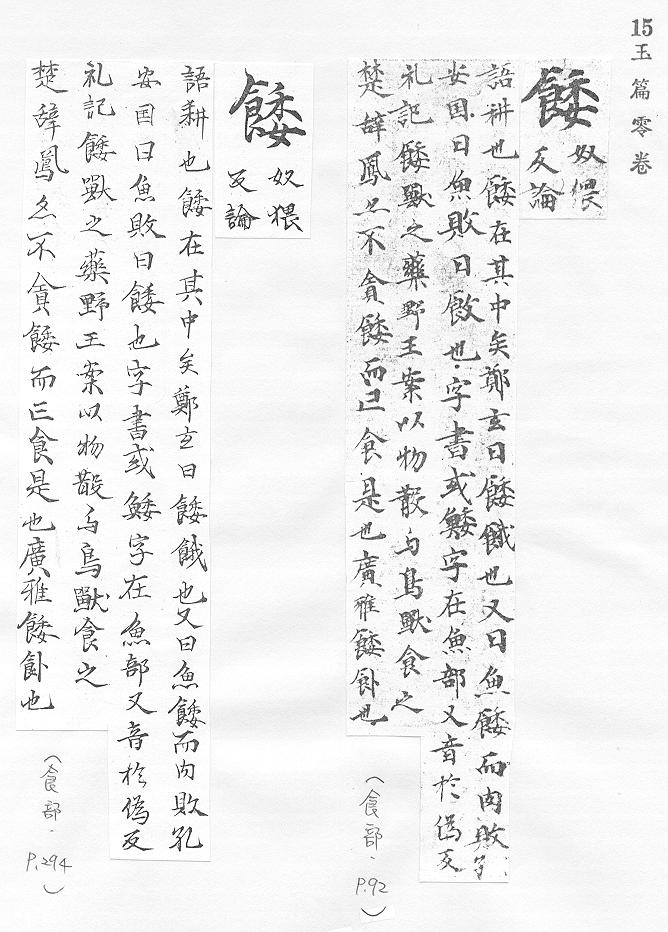 15 玉篇零卷
餧
奴猥
反論
語耕也餧在其中矣鄭玄曰餧餓也又曰魚餧而肉敗
安国曰魚敗曰也字書或鮾字在魚部又音於偽反
礼記餧獸之藥野王案以物散与鳥獸食之
楚辞鳳亦不貪餧而忘食是也廣雅餧飤也
(食部.P.92)
餧
奴猥
反論
語耕也餧在其中矣鄭玄曰餧餓也又曰魚餧而肉敗孔
安国曰魚敗曰餧也字書或鮾字在魚部又音於偽反
礼記餧獸之藥野王案以物散与鳥獸食之
楚辞鳳亦不貪餧而忘食是也廣雅餧飤也
(食部.P.294)